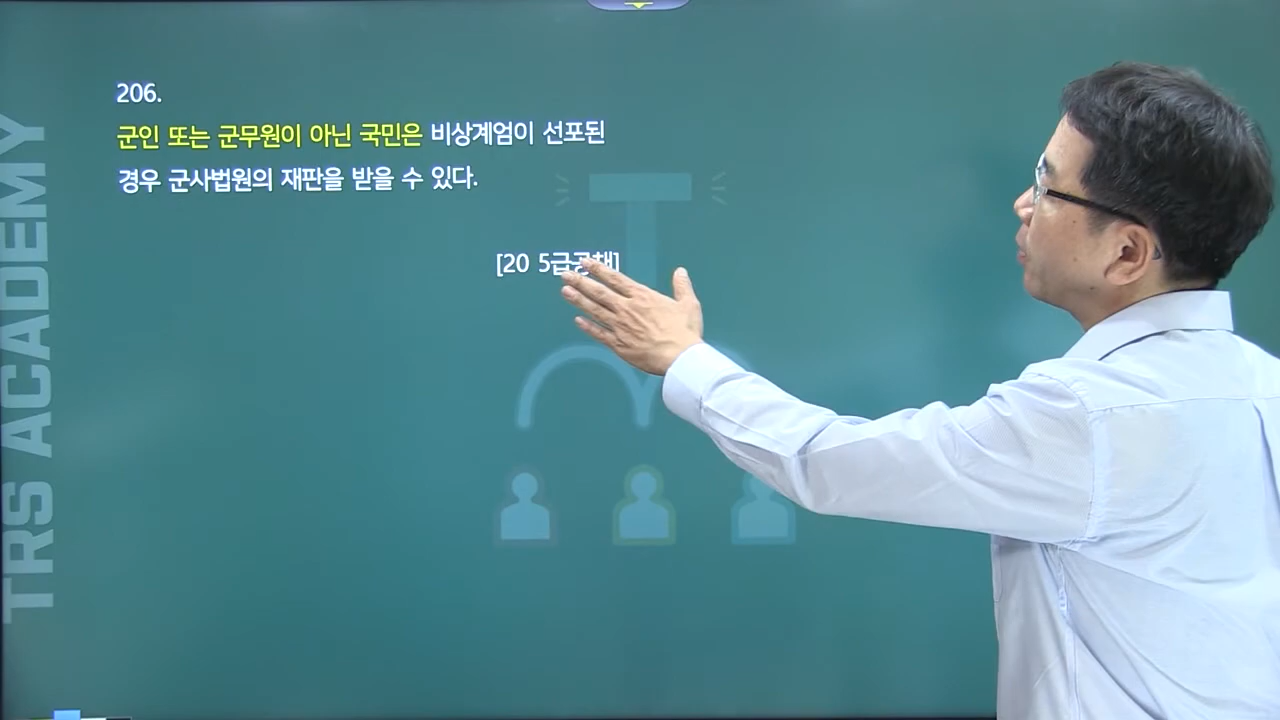 206.
군인 또는 군무원이 아닌 국민은 비상계엄이 선포된
경우 군사법원의 재판을 받을 수 있다.
[20 5급공채]
TRS ACADEMY